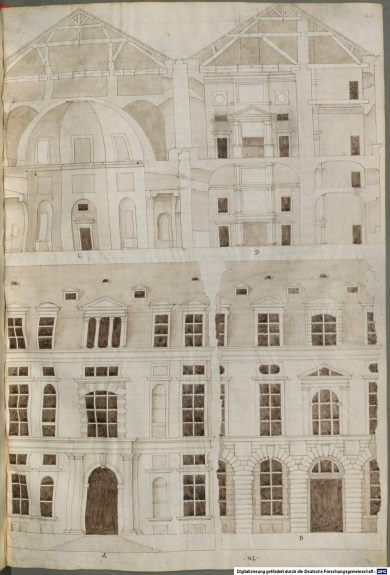 C D
A B
·XL·
Digitalisierung gefördert durch die Deutsche Forschungsgemeinschaft DFG